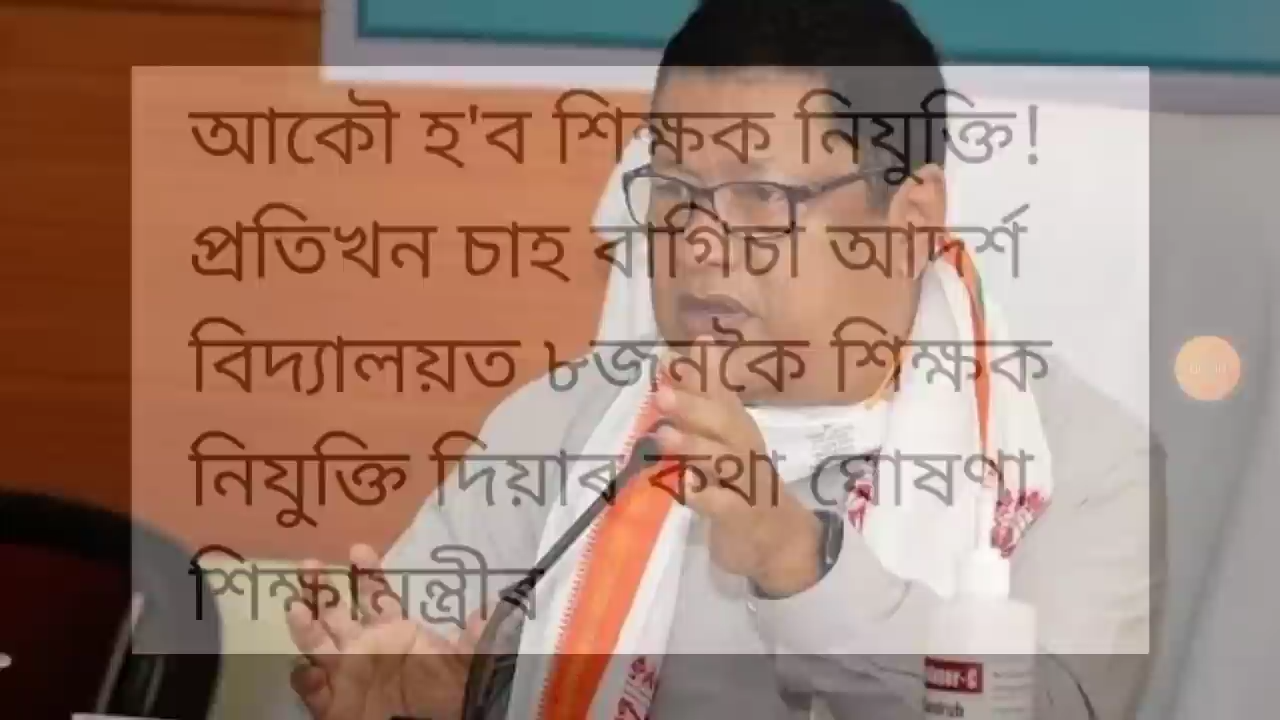 আকৌ হ'ব শিক্ষক নিযুক্তি!
প্ৰতিখন চাহ বাগিচা আদৰ্শ
বিদ্যালয়ত ৮জনকৈ শিক্ষক
নিযুক্তি দিয়াৰ কথা ঘোষণা
শিক্ষামন্ত্ৰীৰ